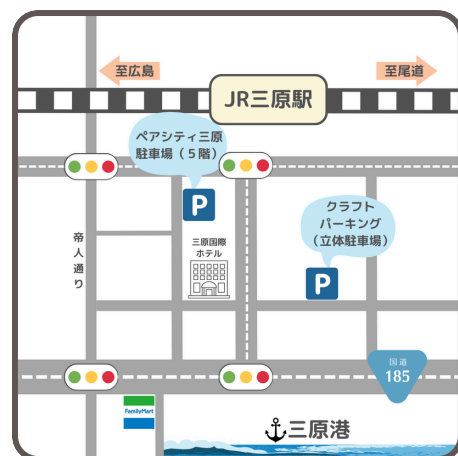 至広島
至尾道
JR三原駅
ペアシティ三原
駐車場（５階）
P
クラフト
パーキング
（立体駐車場）
P
三原国際
ホテル
帝人通り
国道
185
FamilyMart
三原港